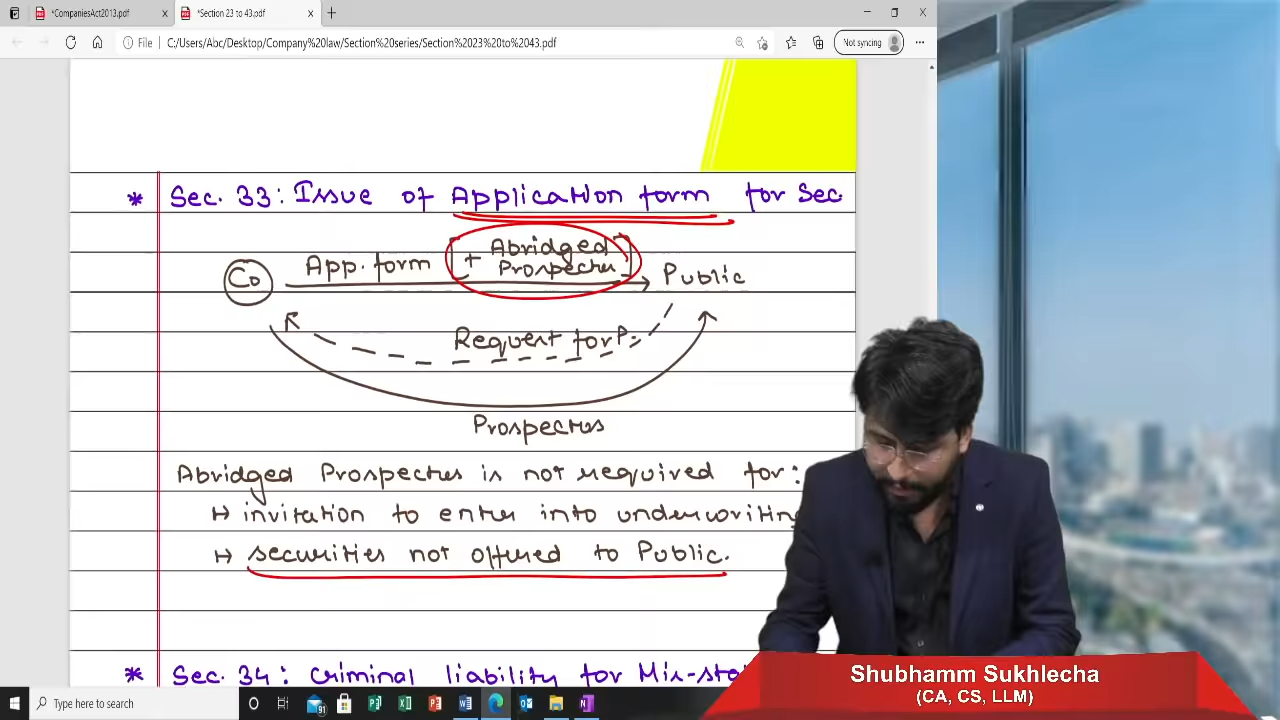 *CompaniesAct2013.pdf
*Section 23 to 43.pdf
File
C:/Users/Abc/Desktop/Company%20law/Section%20series/Section%2023%20to%2043.pdf
Not syncing
* Sec. 33: Issue of Application form for Sec
Co
App. form
[+ Abridged
Prospectus]
Public
Request for P.
Prospectus
Abridged Prospectus is not required for:
↦ invitation to enter into underwriting
↦ securities not offered to Public.
* Sec. 34: Criminal liability for Mis-sta
Shubhamm Sukhlecha
(CA, CS, LLM)
Type here to search
91